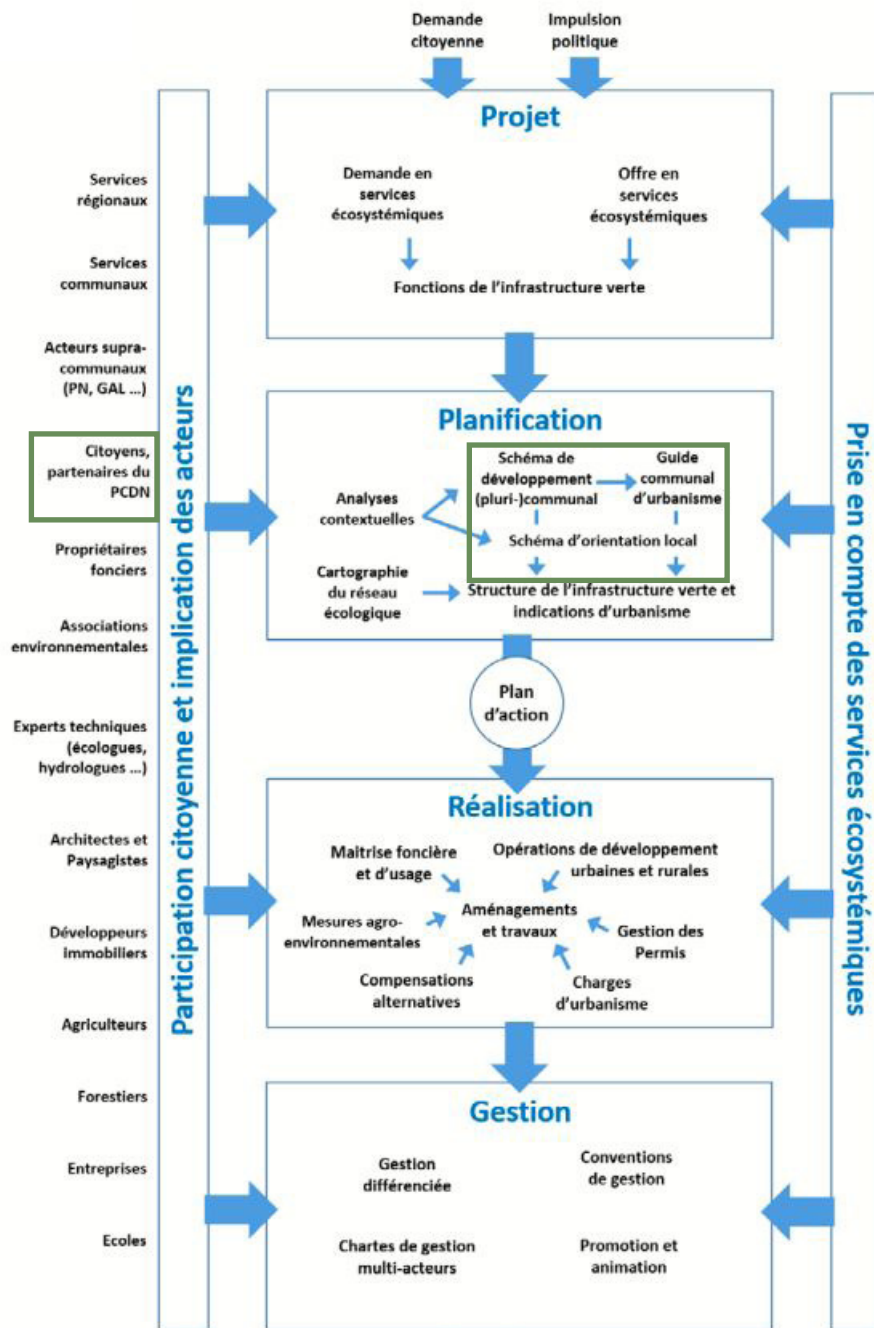 Demande
citoyenne
Impulsion
politique
Projet
Demande en
services
écosystémiques
Offre en
services
écosystémiques
Fonctions de l'infrastructure verte
Services
régionaux
Services
communaux
Acteurs supra-
communaux
(PN, GAL ...)
Citoyens,
partenaires du
PCDN
Propriétaires
fonciers
Associations
environnementales
Experts techniques
(écologues,
hydrologues ...)
Architectes et
Paysagistes
Développeurs
immobiliers
Agriculteurs
Forestiers
Entreprises
Ecoles
Participation citoyenne et implication des acteurs
Planification
Analyses
contextuelles
Schéma de
développement
(pluri-)communal
Guide
communal
d'urbanisme
Schéma d'orientation local
Cartographie
du réseau
écologique
Structure de l'infrastructure verte et
indications d'urbanisme
Plan
d'action
Réalisation
Maitrise foncière
et d'usage
Opérations de développement
urbaines et rurales
Mesures agro-
environnementales
Aménagements
et travaux
Gestion des
Permis
Compensations
alternatives
Charges
d'urbanisme
Gestion
Gestion
différenciée
Conventions
de gestion
Chartes de gestion
multi-acteurs
Promotion et
animation
Prise en compte des services écosystémiques